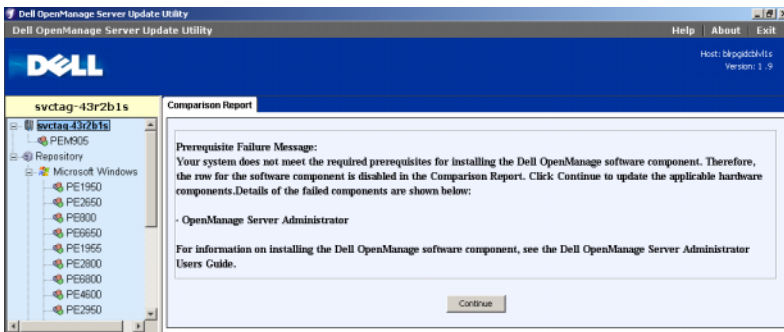 Dell OpenManage Server Update Utility
Dell OpenManage Server Update Utility
Help About Exit
DELL
Version: 1 .9
svctag-43r2b1s
Comparison Report
svctag-43r2b1s
PEM905
Repository
Microsoft Windows
PE1950
PE2650
PE800
PE6650
PE1955
PE2800
PE6800
PE4600
PE2950
Prerequisite Failure Message:
Your system does not meet the required prerequisites for installing the Dell OpenManage software component. Therefore,
the row for the software component is disabled in the Comparison Report. Click Continue to update the applicable hardware
components.Details of the failed components are shown below:
- OpenManage Server Administrator
For information on installing the Dell OpenManage software component, see the Dell OpenManage Server Administrator
Users Guide.
Continue